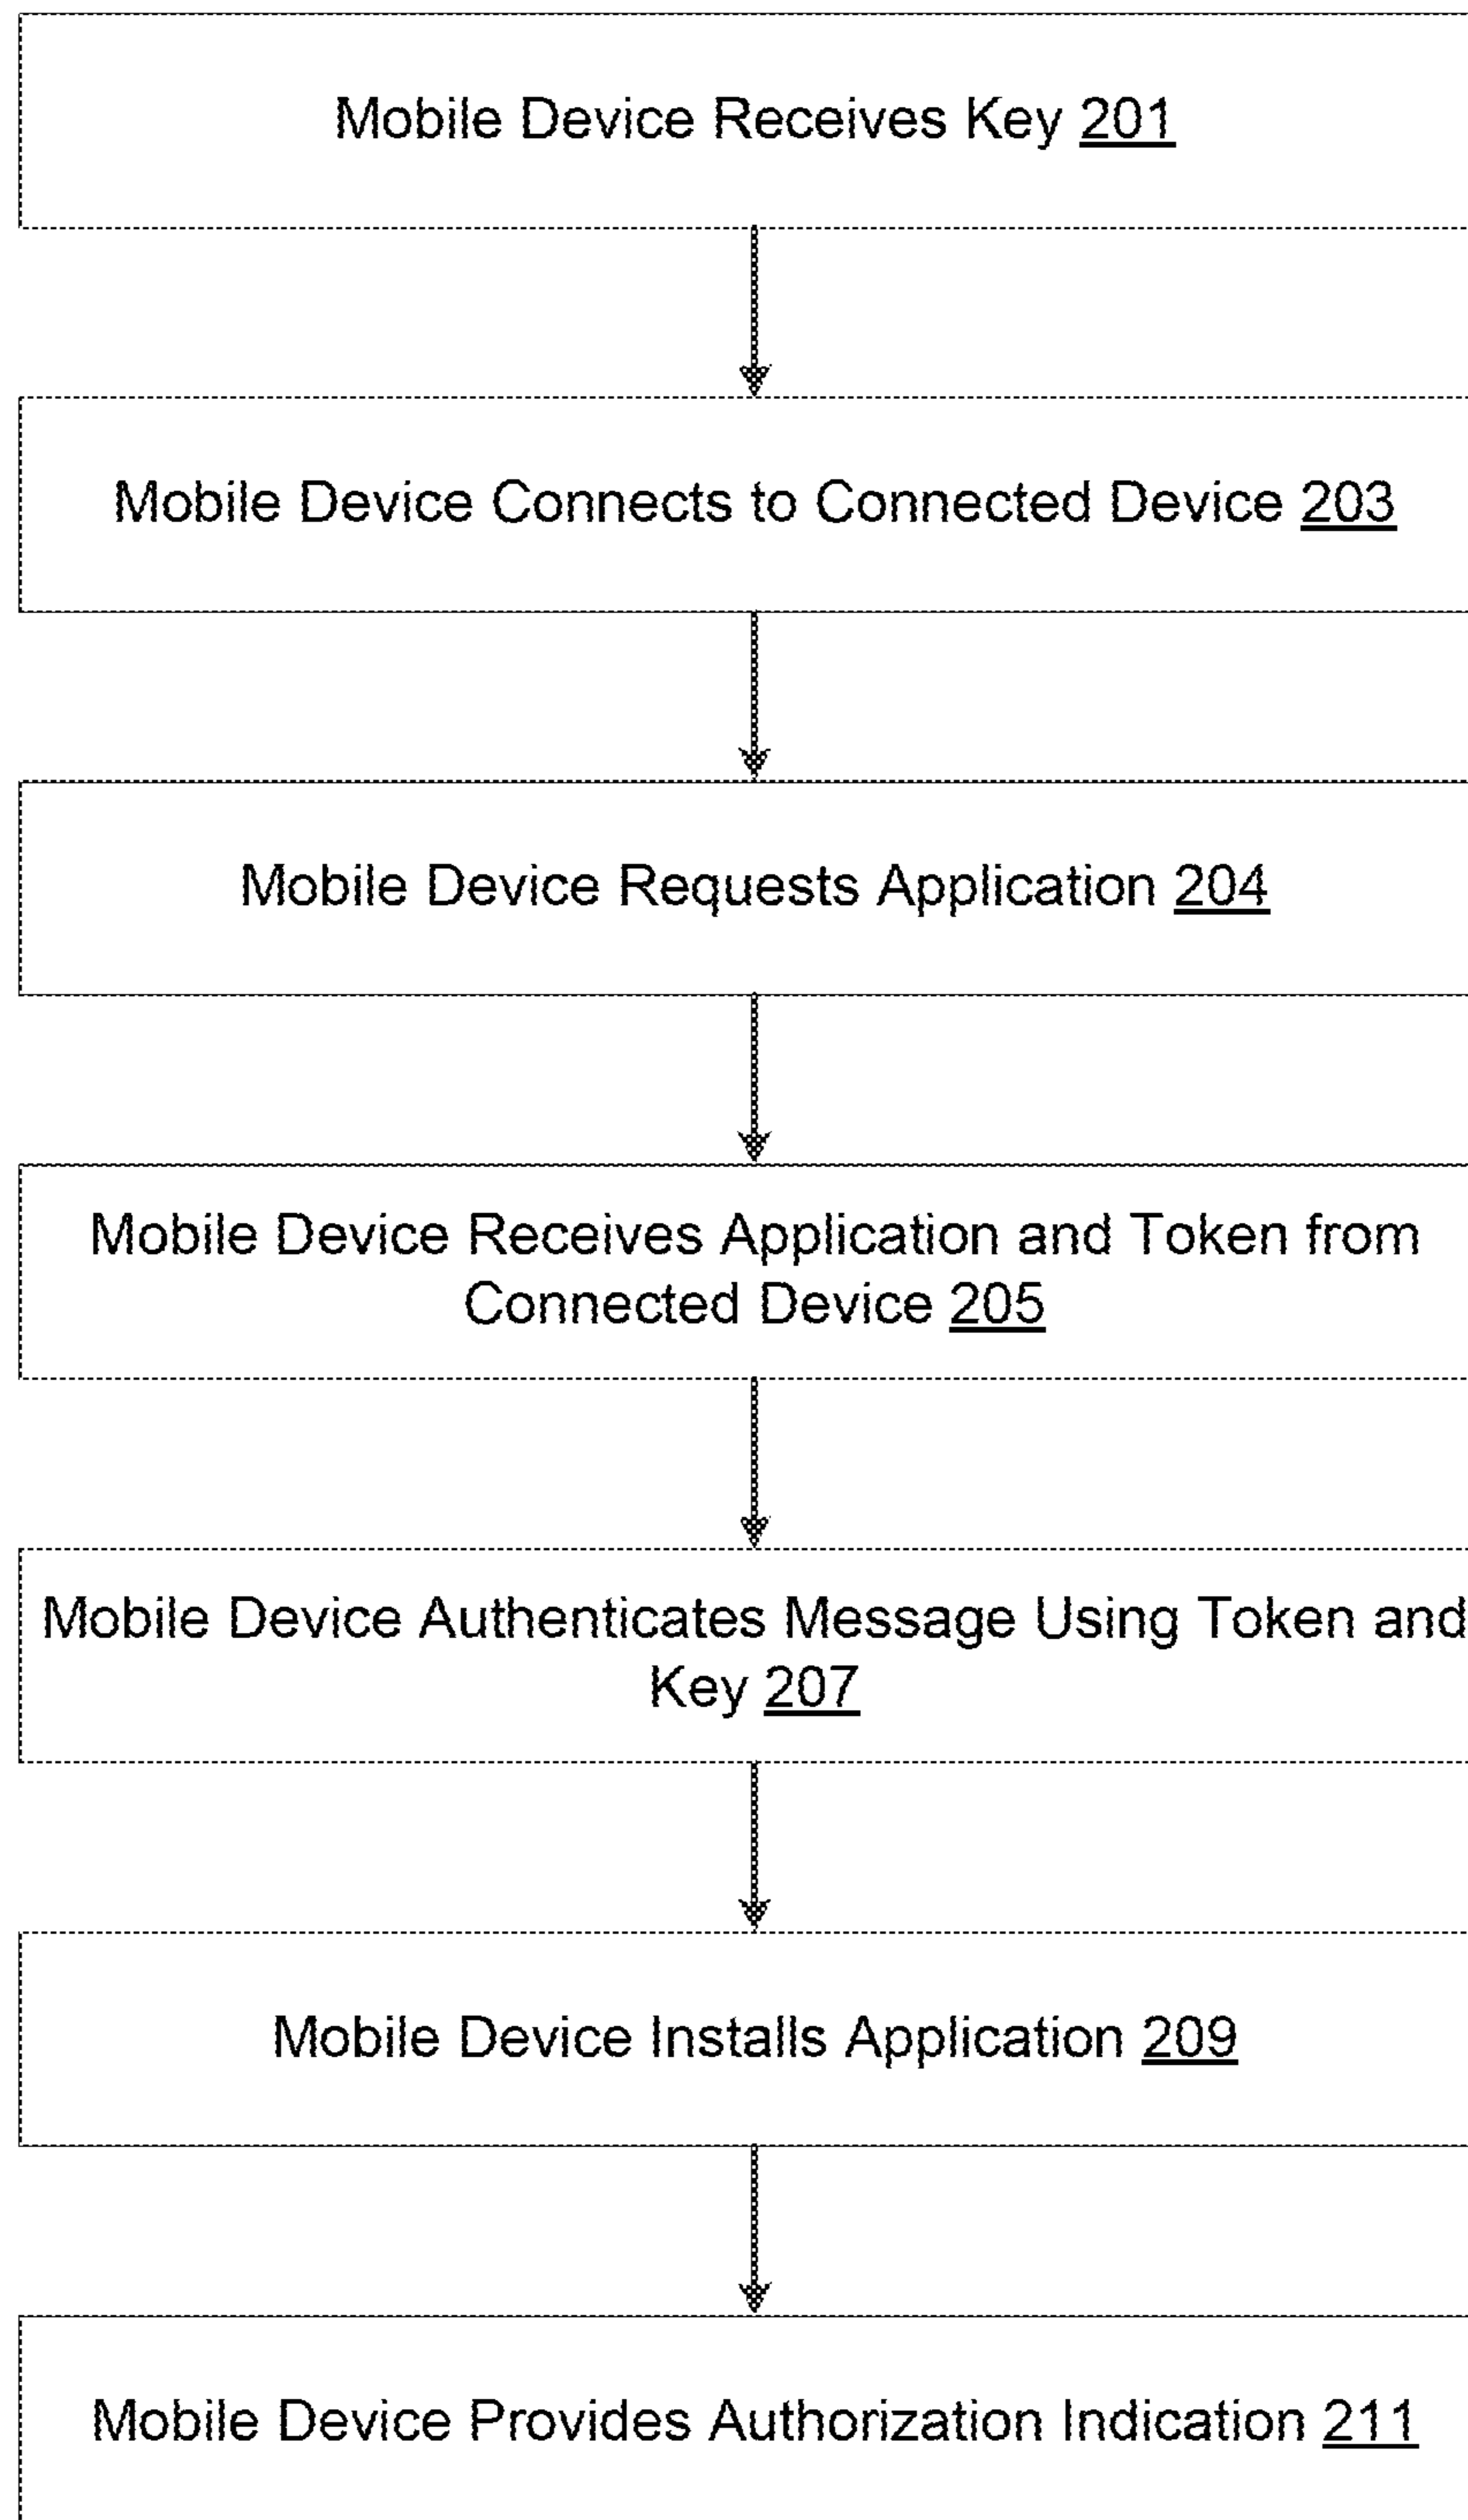 Mobile Device Receives Key 201
Mobile Device Connects to Connected Device 203
Mobile Device Requests Application 204
Mobile Device Receives Application and Token from
Connected Device 205
Mobile Device Authenticates Message Using Token and
Key 207
Mobile Device Installs Application 209
Mobile Device Provides Authorization Indication 211